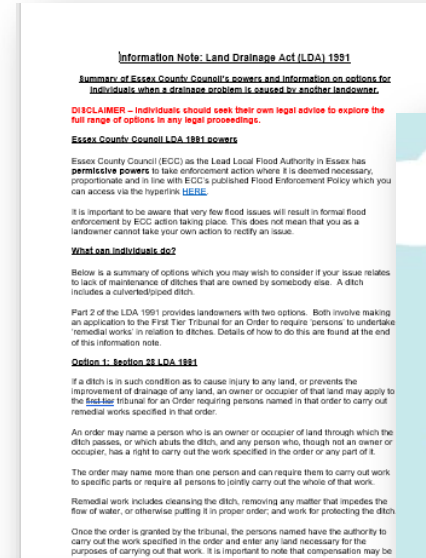 Information Note: Land Drainage Act (LDA) 1991
Summary of Essex County Council's powers and information on options for
individuals when a drainage problem is caused by another landowner.
DISCLAIMER – Individuals should seek their own legal advice to explore the
full range of options in any legal proceedings.
Essex County Council LDA 1991 powers
Essex County Council (ECC) as the Lead Local Flood Authority in Essex has
permissive powers to take enforcement action where it is deemed necessary,
proportionate and in line with ECC's published Flood Enforcement Policy which you
can access via the hyperlink HERE.
It is important to be aware that very few flood issues will result in formal flood
enforcement by ECC action taking place. This does not mean that you as a
landowner cannot take your own action to rectify an issue.
What can individuals do?
Below is a summary of options which you may wish to consider if your issue relates
to lack of maintenance of ditches that are owned by somebody else. A ditch
includes a culverted/piped ditch.
Part 2 of the LDA 1991 provides landowners with two options. Both involve making
an application to the First Tier Tribunal for an Order to require 'persons' to undertake
'remedial works' in relation to ditches. Details of how to do this are found at the end
of this information note.
Option 1: Section 28 LDA 1991
If a ditch is in such condition as to cause injury to any land, or prevents the
improvement of drainage of any land, an owner or occupier of that land may apply to
the first tier tribunal for an Order requiring persons named in that order to carry out
remedial works specified in that order.
An order may name a person who is an owner or occupier of land through which the
ditch passes, or which abuts the ditch, and any person who, though not an owner or
occupier, has a right to carry out the work specified in the order or any part of it.
The order may name more than one person and can require them to carry out work
to specific parts or require all persons to jointly carry out the whole of that work.
Remedial work includes cleansing the ditch, removing any matter that impedes the
flow of water, or otherwise putting it in proper order; and work for protecting the ditch
Once the order is granted by the tribunal, the persons named have the authority to
carry out the work specified in the order and enter any land necessary for the
purposes of carrying out that work. It is important to note that compensation may be